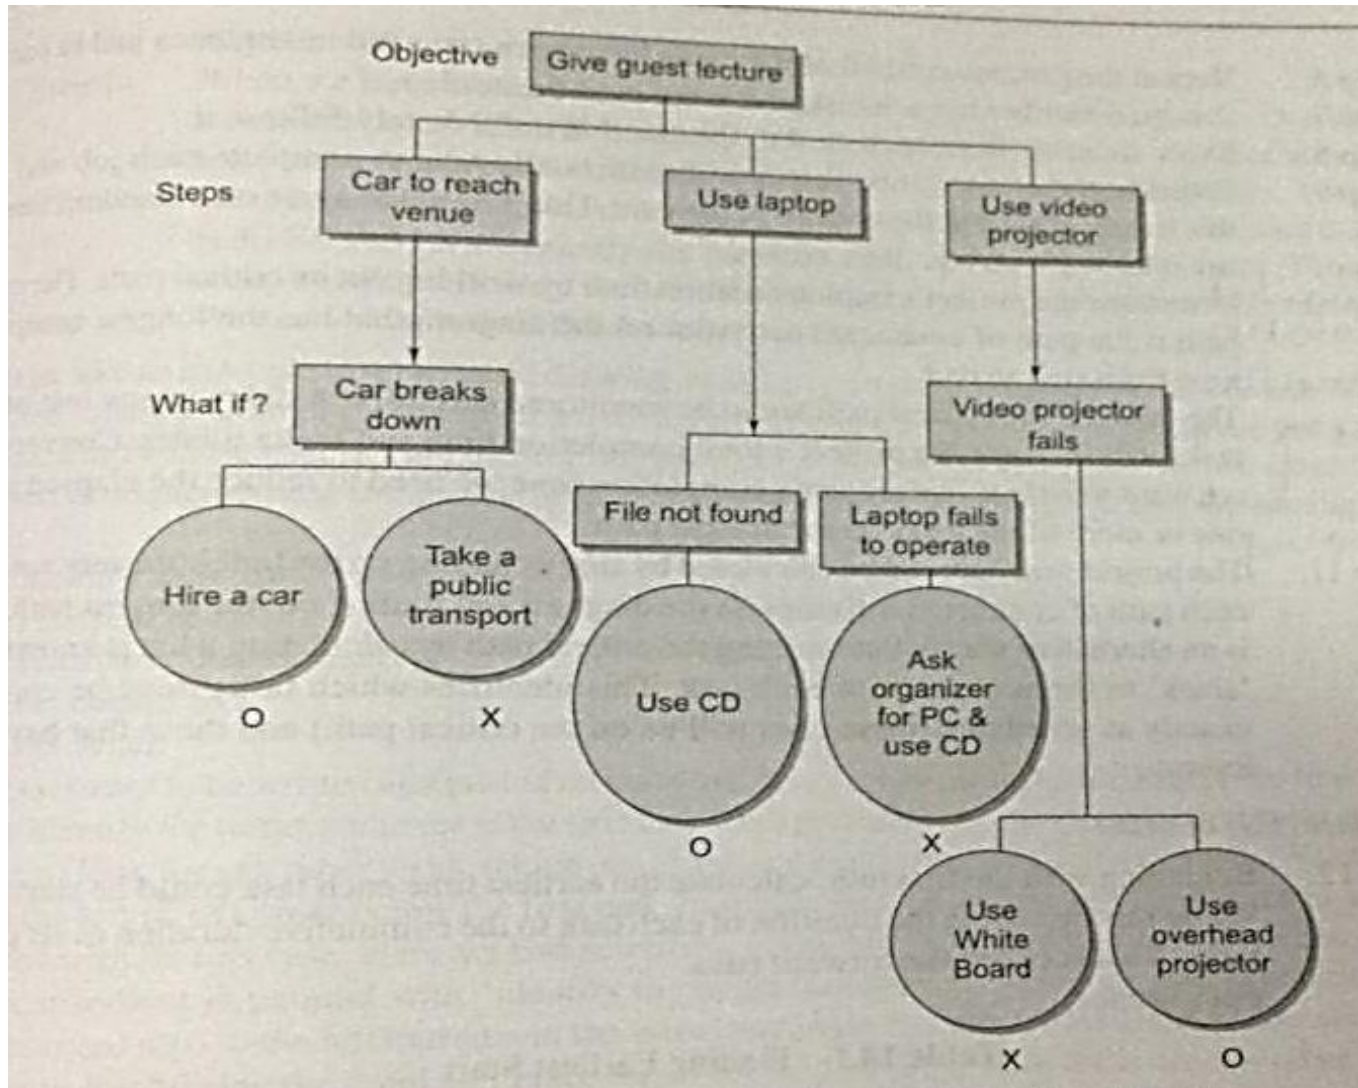 Objective
Give guest lecture
Steps
Car to reach
venue
Use laptop
Use video
projector
What if?
Car breaks
down
Video projector
fails
File not found
Laptop fails
to operate
Hire a car
Take a
public
transport
Use CD
Ask
organizer
for PC &
use CD
O
X
O
X
Use
White
Board
Use
overhead
projector
X
O